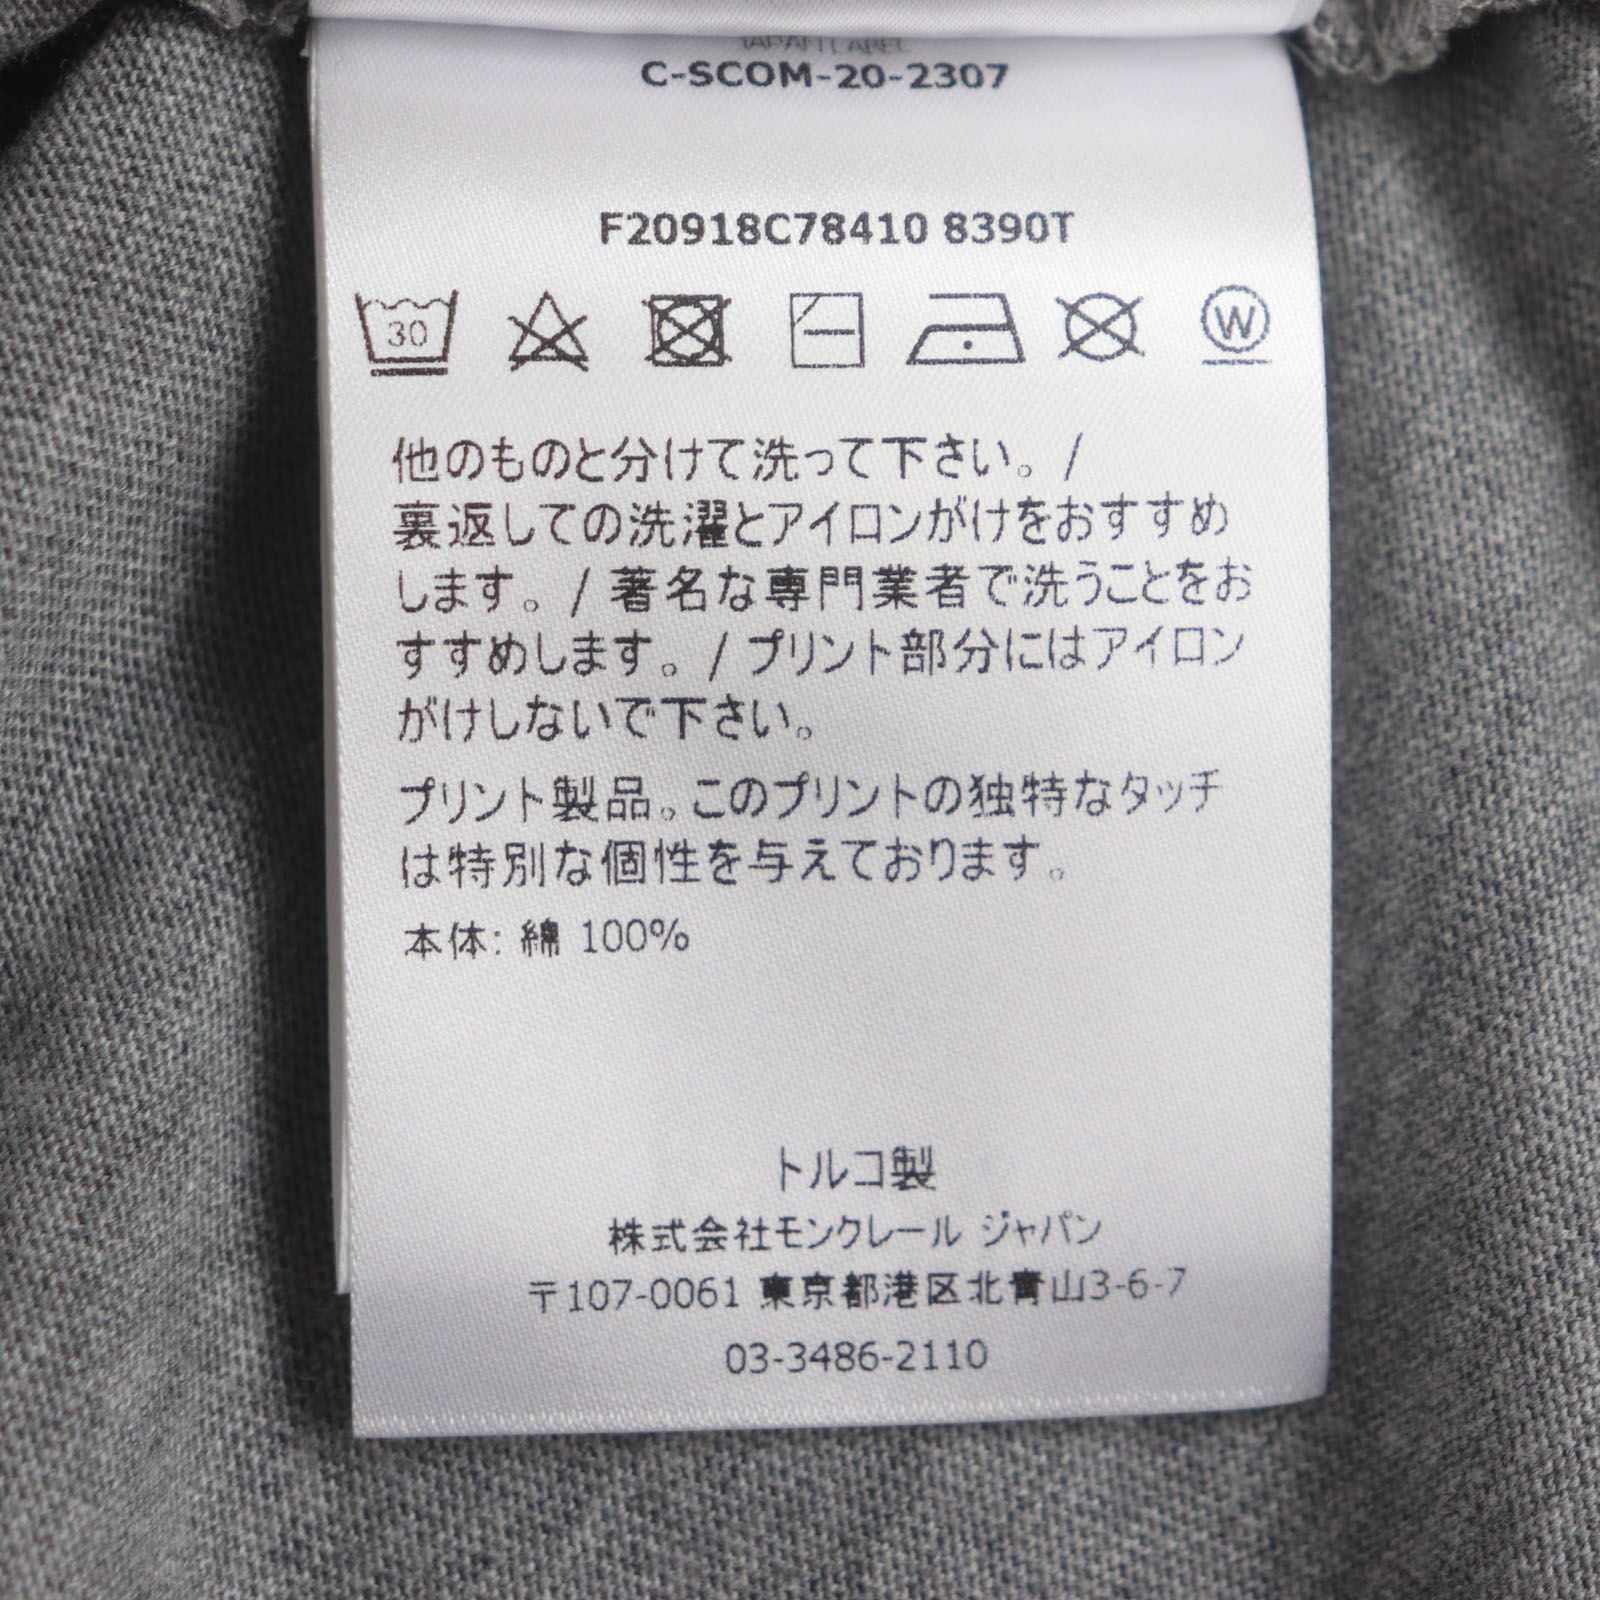 JAPAN LABEL
C-SCOM-20-2307
F20918C78410 8390T
30
W
他のものと分けて洗って下さい。 /
裏返しての洗濯とアイロンがけをおすすめ
します。 / 著名な専門業者で洗うことをお
すすめします。 / プリント部分にはアイロン
がけしないで下さい。
プリント製品。このプリントの独特なタッチ
は特別な個性を与えております。
本体: 綿 100%
トルコ製
株式会社モンクレール ジャパン
〒107-0061 東京都港区北青山3-6-7
03-3486-2110